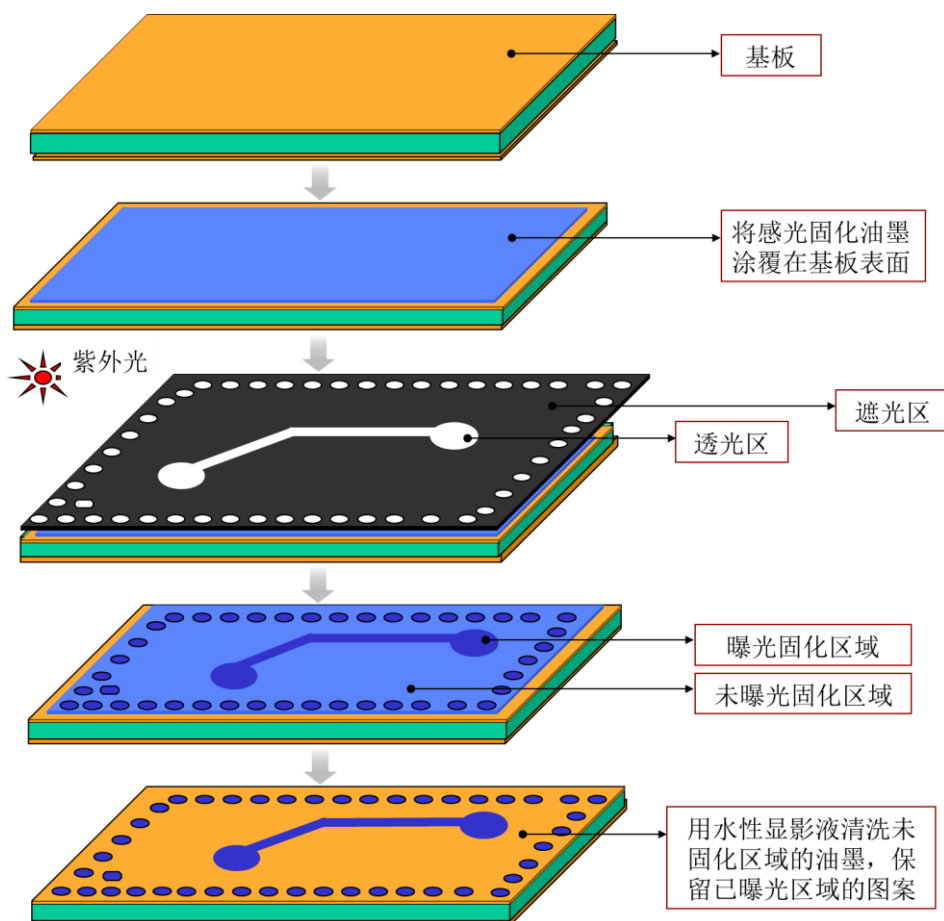 基板
将感光固化油墨
涂覆在基板表面
紫外光
遮光区
透光区
曝光固化区域
未曝光固化区域
用水性显影液清洗未
固化区域的油墨，保
留已曝光区域的图案